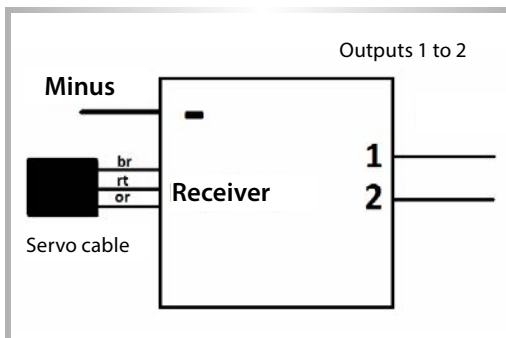 Outputs 1 to 2
Minus
-
br
rt
or
Receiver
1
2
Servo cable